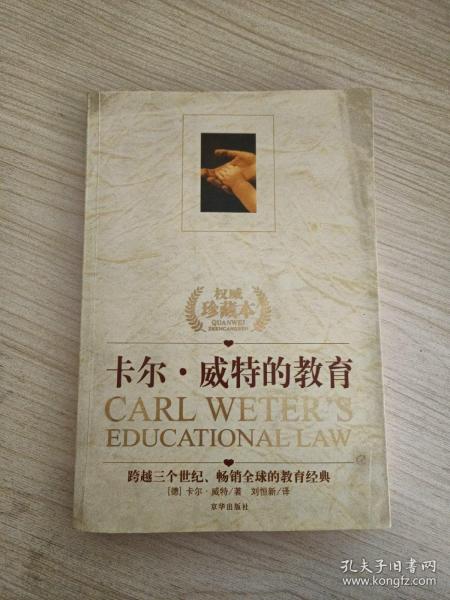 权威
珍藏本
QUANWEI
ZHENCANGBEN
卡尔·威特的教育
CARL WETER'S
EDUCATIONAL LAW
跨越三个世纪、畅销全球的教育经典
[德]卡尔·威特/著 刘恒新/译
京华出版社
孔夫子旧书网
www.kongfz.com